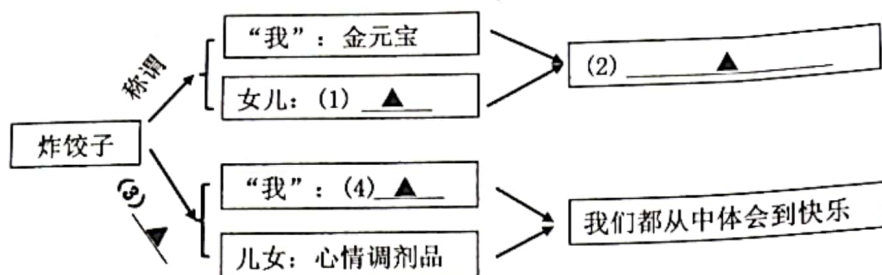 “我”：金元宝
称谓
女儿：(1) ▲
(2) ▲
炸饺子
(3) ▲
“我”：(4) ▲
儿女：心情调剂品
我们都从中体会到快乐